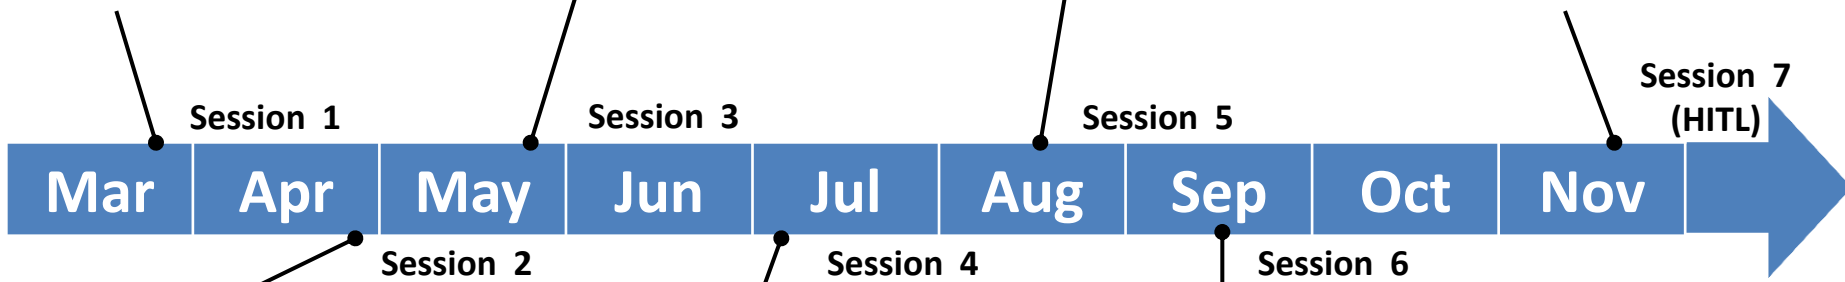 Session 7
(HITL)
Session 1
Session 3
Session 5
Mar Apr May Jun Jul Aug Sep Oct Nov
Session 2
Session 4
Session 6